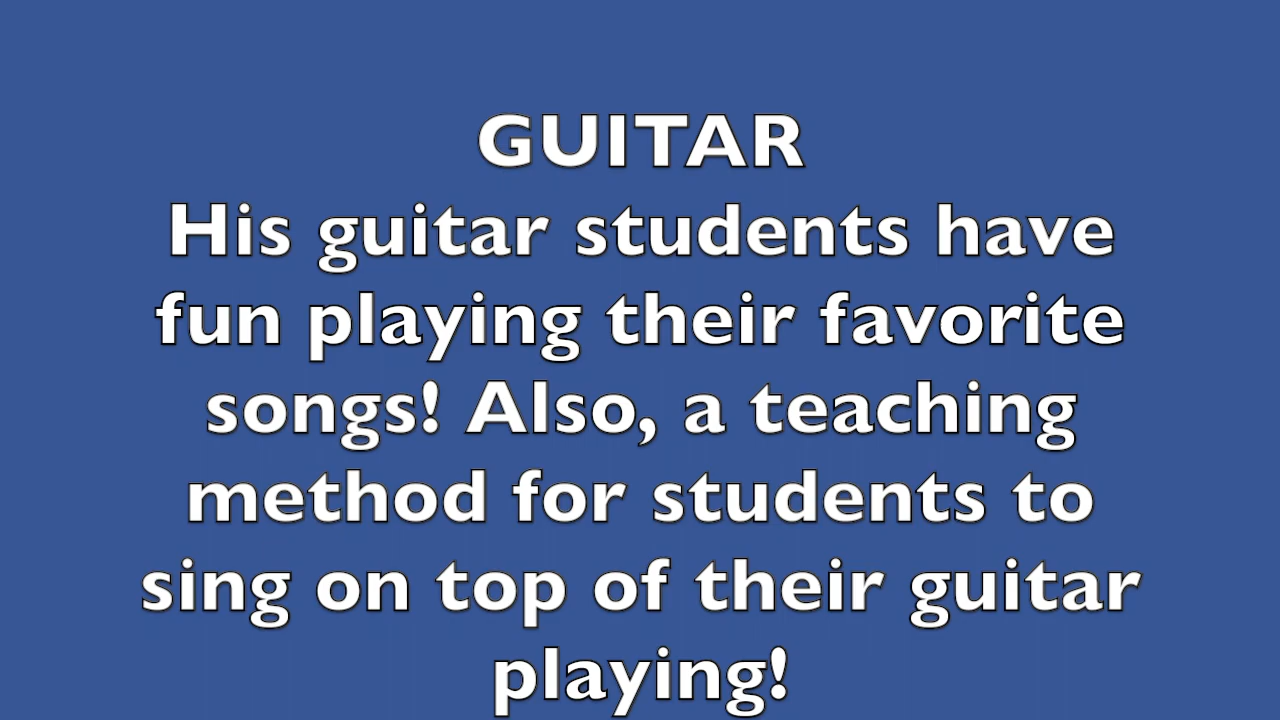 GUITAR
His guitar students have
fun playing their favorite
songs! Also, a teaching
method for students to
sing on top of their guitar
playing!